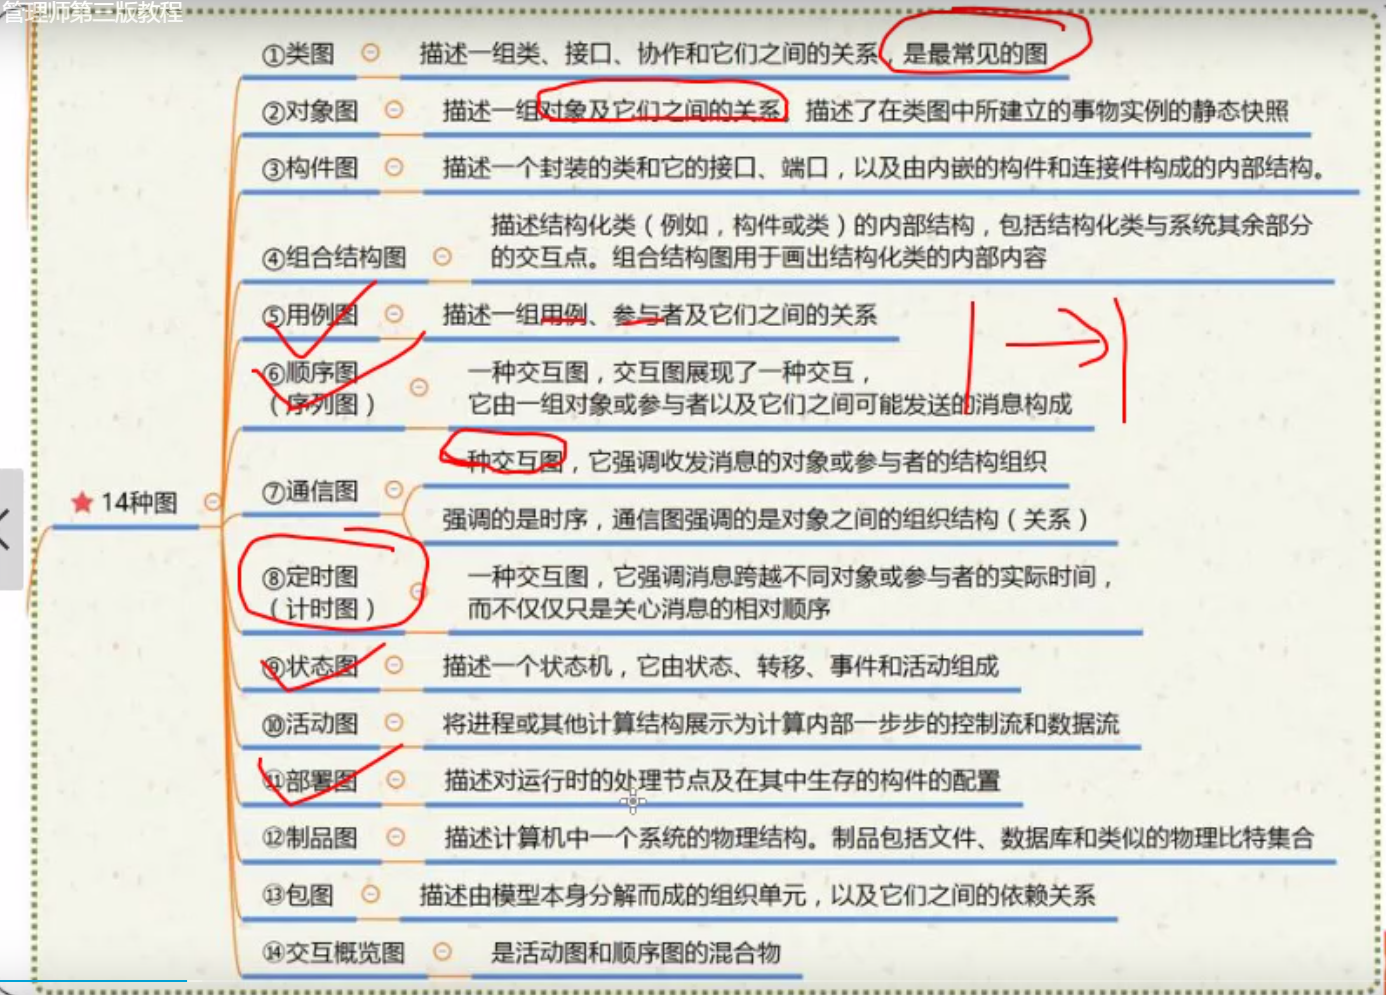 管理师第三版教程
①类图
描述一组类、接口、协作和它们之间的关系，是最常见的图
②对象图
描述一组对象及它们之间的关系。描述了在类图中所建立的事物实例的静态快照
③构件图
描述一个封装的类和它的接口、端口，以及由内嵌的构件和连接件构成的内部结构。
④组合结构图
描述结构化类（例如，构件或类）的内部结构，包括结构化类与系统其余部分
的交互点。组合结构图用于画出结构化类的内部内容
⑤用例图
描述一组用例、参与者及它们之间的关系
⑥顺序图
（序列图）
一种交互图，交互图展现了一种交互，
它由一组对象或参与者以及它们之间可能发送的消息构成
⑦通信图
一种交互图，它强调收发消息的对象或参与者的结构组织
强调的是时序，通信图强调的是对象之间的组织结构（关系）
14种图
⑧定时图
（计时图）
一种交互图，它强调消息跨越不同对象或参与者的实际时间，
而不仅仅只是关心消息的相对顺序
⑨状态图
描述一个状态机，它由状态、转移、事件和活动组成
⑩活动图
将进程或其他计算结构展示为计算内部一步步的控制流和数据流
⑪部署图
描述对运行时的处理节点及在其中生存的构件的配置
⑫制品图
描述计算机中一个系统的物理结构。制品包括文件、数据库和类似的物理比特集合
⑬包图
描述由模型本身分解而成的组织单元，以及它们之间的依赖关系
⑭交互概览图
是活动图和顺序图的混合物